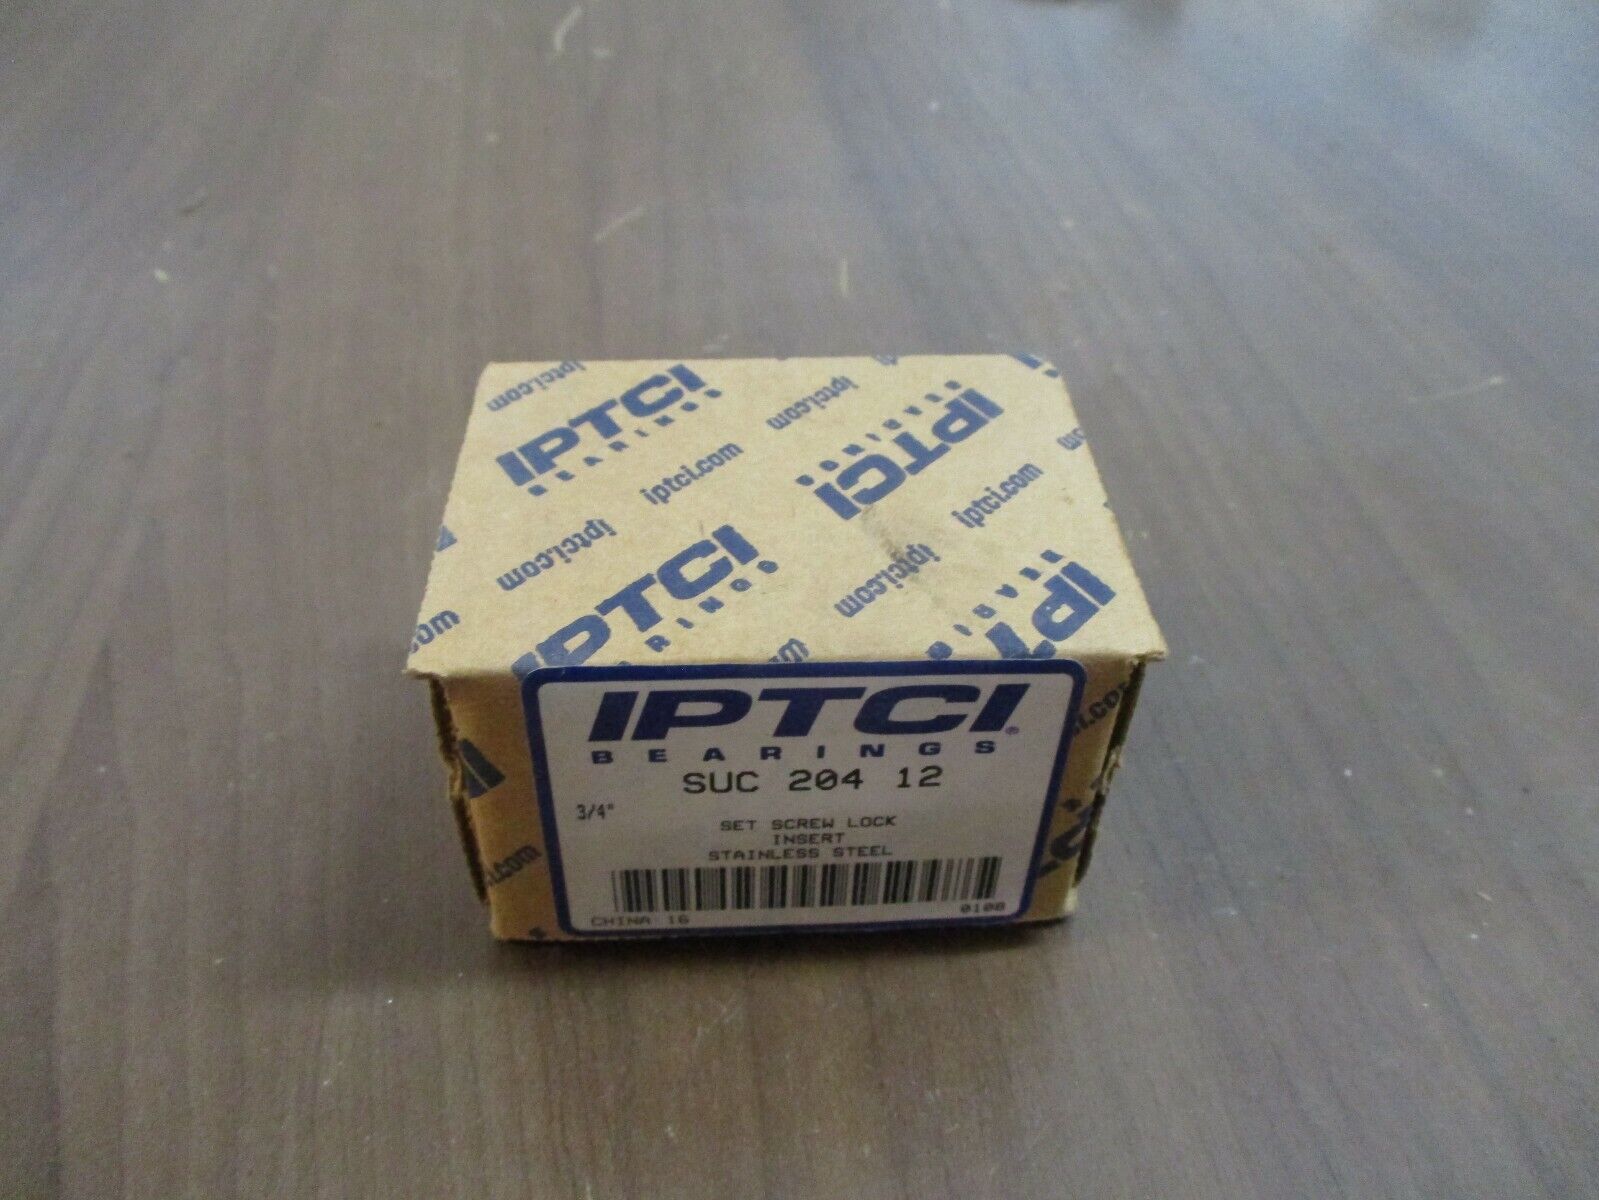 iptci.com
IPTCI
BEARINGS
iptci.com
iptci.com
IPTCI
BEARINGS
iptci.com
iptci.com
iptci.com
IPTCI
BEARINGS
IPTCI
IPTCI®
BEARINGS
SUC 204 12
3/4"
SET SCREW LOCK
INSERT
STAINLESS STEEL
CHINA 16
0108